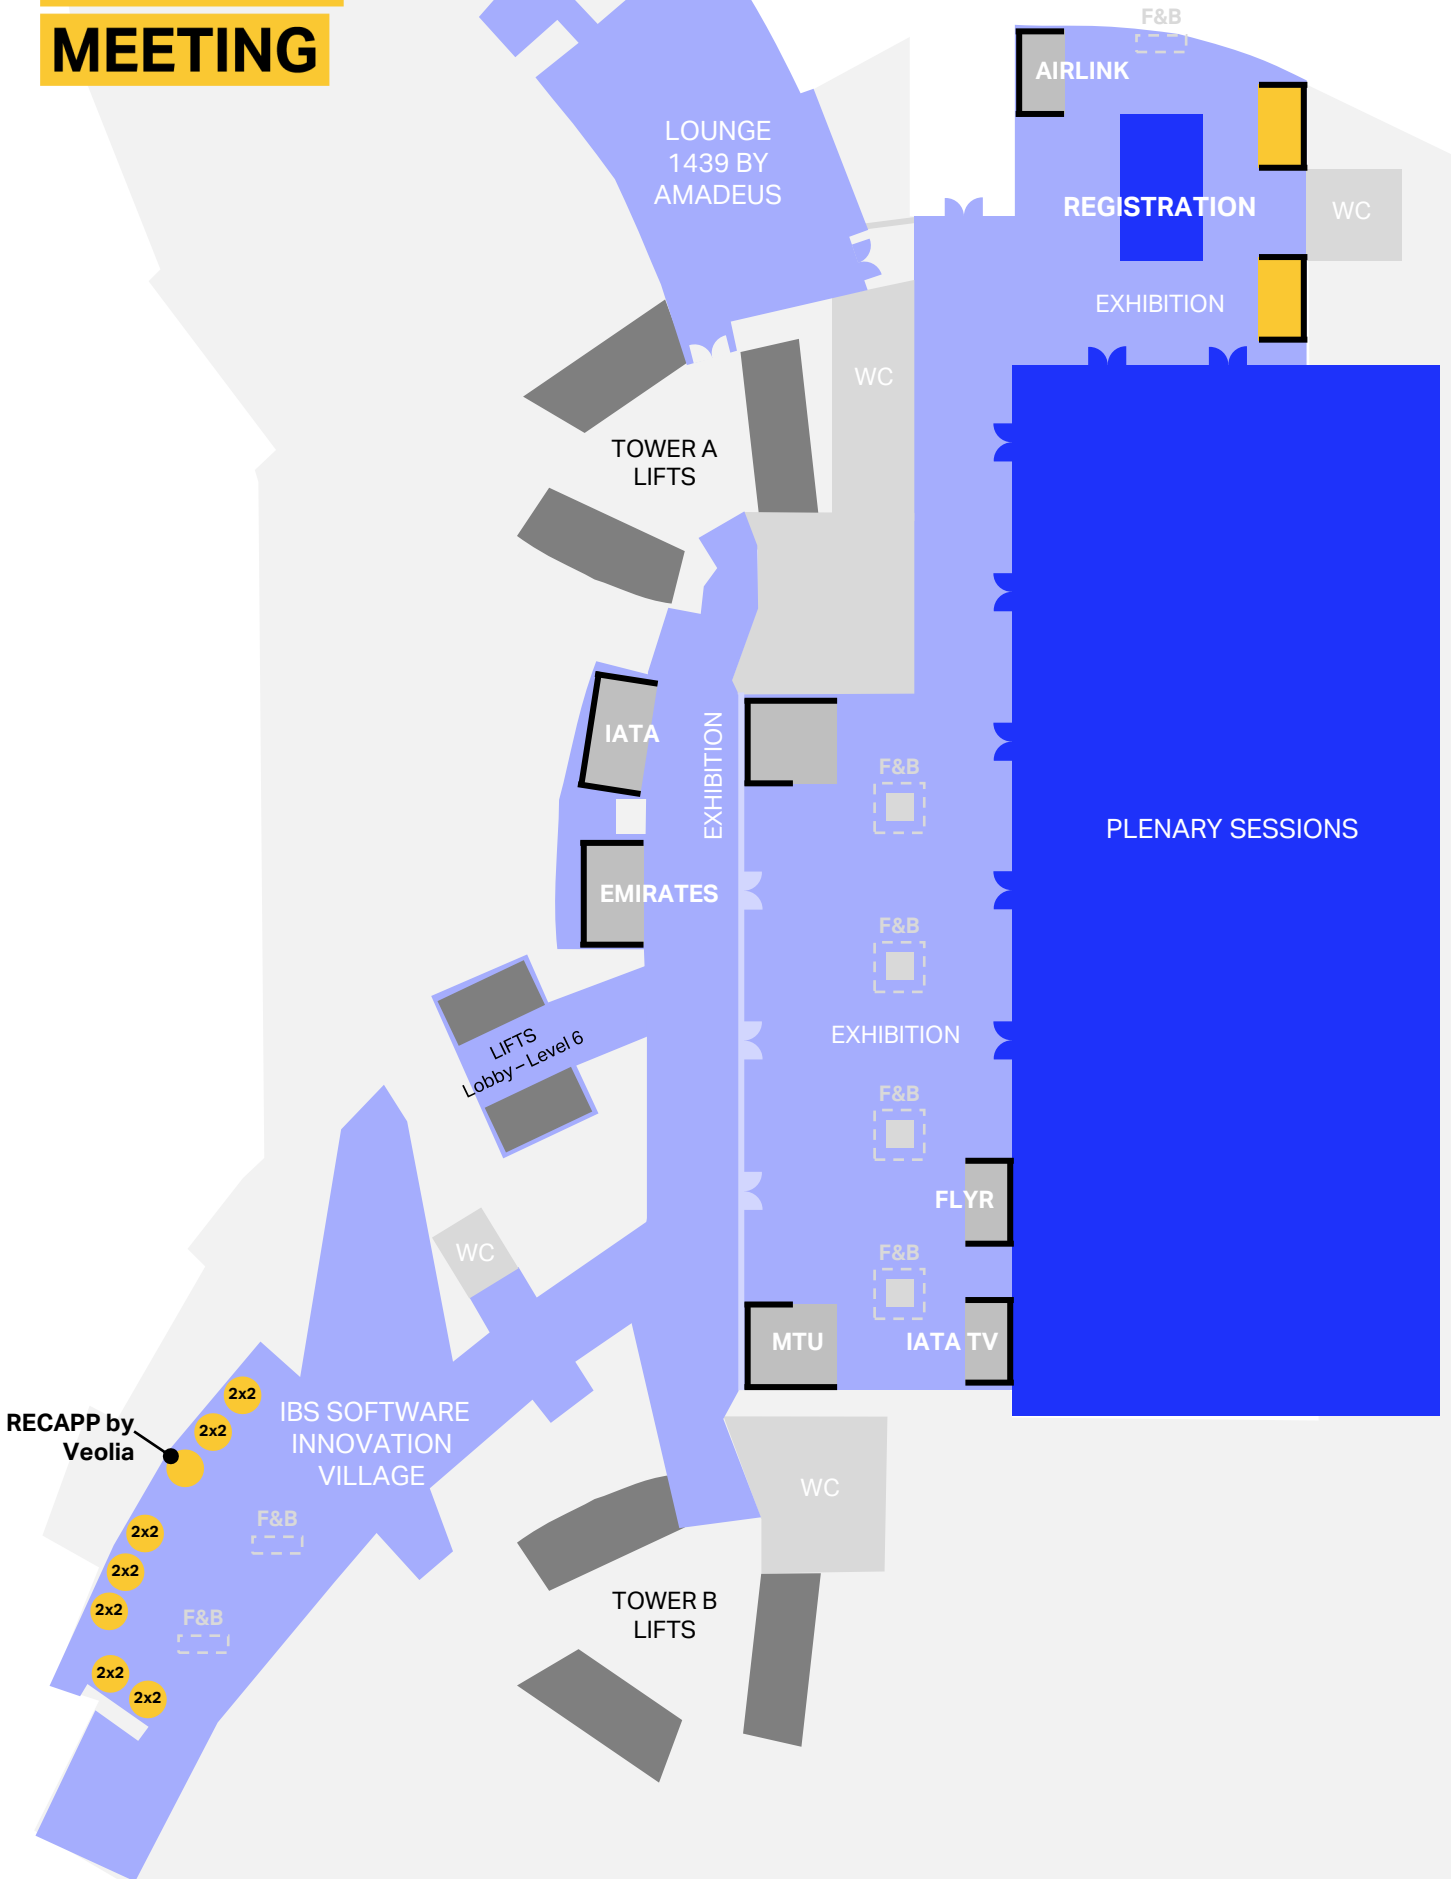 MEETING
F&B
AIRLINK
LOUNGE
1439 BY
AMADEUS
REGISTRATION
WC
EXHIBITION
WC
TOWER A
LIFTS
IATA
EXHIBITION
F&B
PLENARY SESSIONS
EMIRATES
F&B
EXHIBITION
LIFTS
Lobby – Level 6
F&B
FLYR
WC
F&B
MTU
IATA TV
2x2
RECAPP by
Veolia
2x2
IBS SOFTWARE
INNOVATION
VILLAGE
WC
F&B
2x2
2x2
2x2
F&B
TOWER B
LIFTS
2x2
2x2